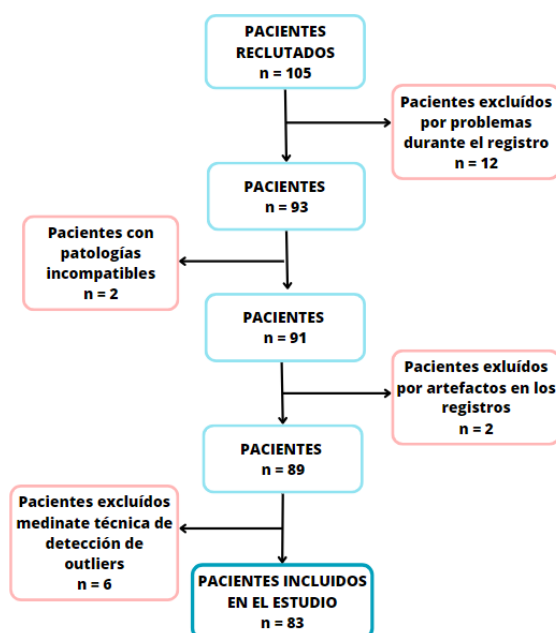 PACIENTES
RECLUTADOS
n = 105
Pacientes excluídos
por problemas
durante el registro
n = 12
PACIENTES
n = 93
Pacientes con
patologías
incompatibles
n = 2
PACIENTES
n = 91
Pacientes exluídos
por artefactos en los
registros
n = 2
PACIENTES
n = 89
Pacientes excluídos
medinate técnica de
detección de
outliers
n = 6
PACIENTES INCLUIDOS
EN EL ESTUDIO
n = 83